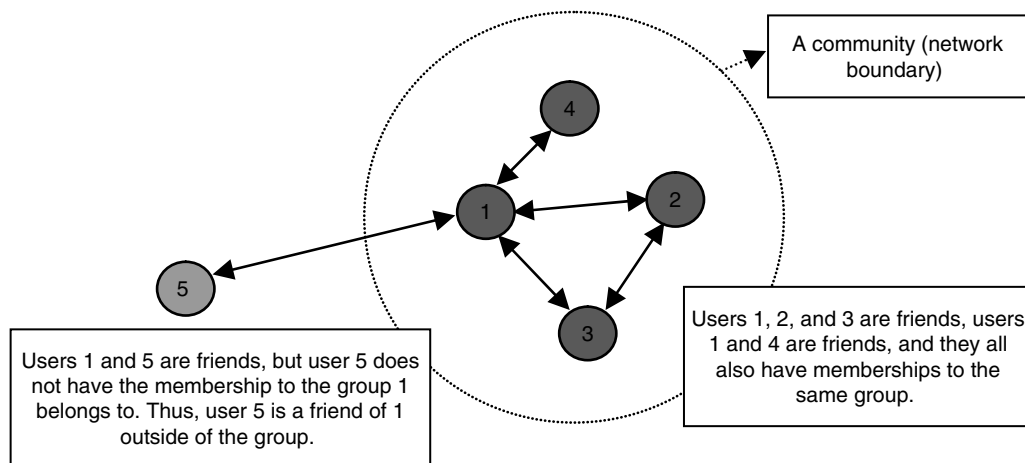 A community (network
boundary)
4
1
2
5
3
Users 1, 2, and 3 are friends, users
1 and 4 are friends, and they all
also have memberships to the
same group.
Users 1 and 5 are friends, but user 5 does
not have the membership to the group 1
belongs to. Thus, user 5 is a friend of 1
outside of the group.